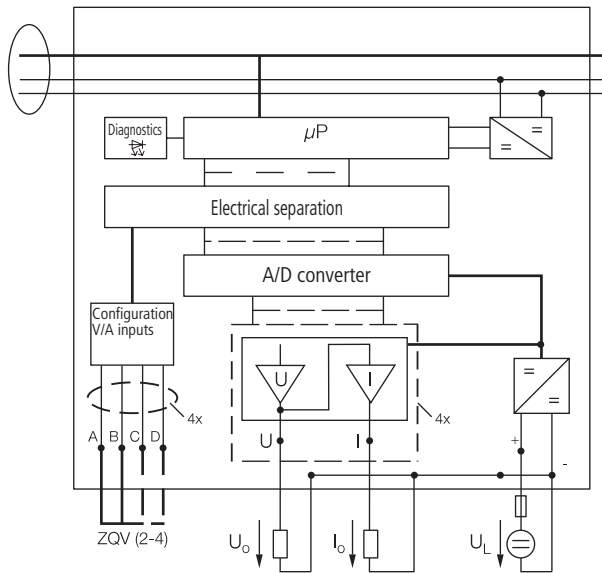 Diagnostics
µP
=
=
Electrical separation
A/D converter
Configuration
V/A inputs
U
I
=
=
4x
4x
A B C D
U
I
+
-
ZQV (2-4)
Uo
Io
UL
=